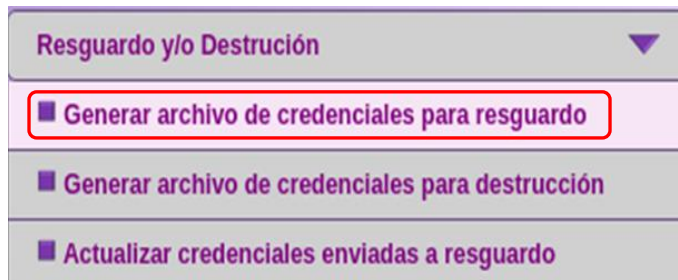 Resguardo y/o Destrución
Generar archivo de credenciales para resguardo
Generar archivo de credenciales para destrucción
Actualizar credenciales enviadas a resguardo